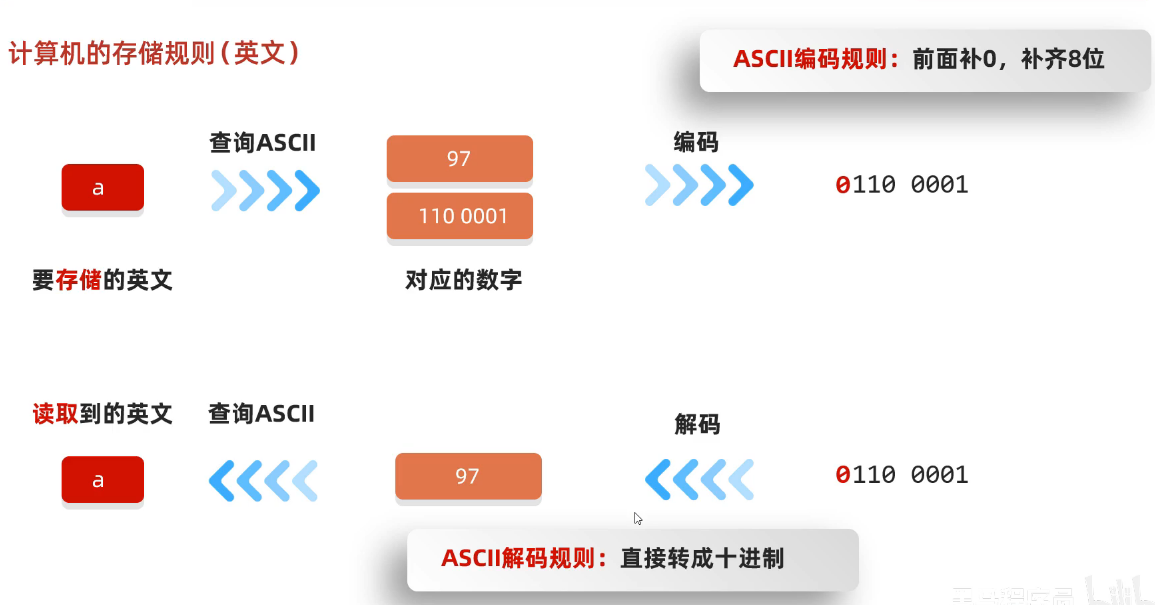 计算机的存储规则(英文)
ASCII编码规则：前面补0，补齐8位
查询ASCII
编码
a
97
110 0001
0110 0001
要存储的英文
对应的数字
读取到的英文
查询ASCII
解码
a
97
0110 0001
ASCII解码规则：直接转成十进制